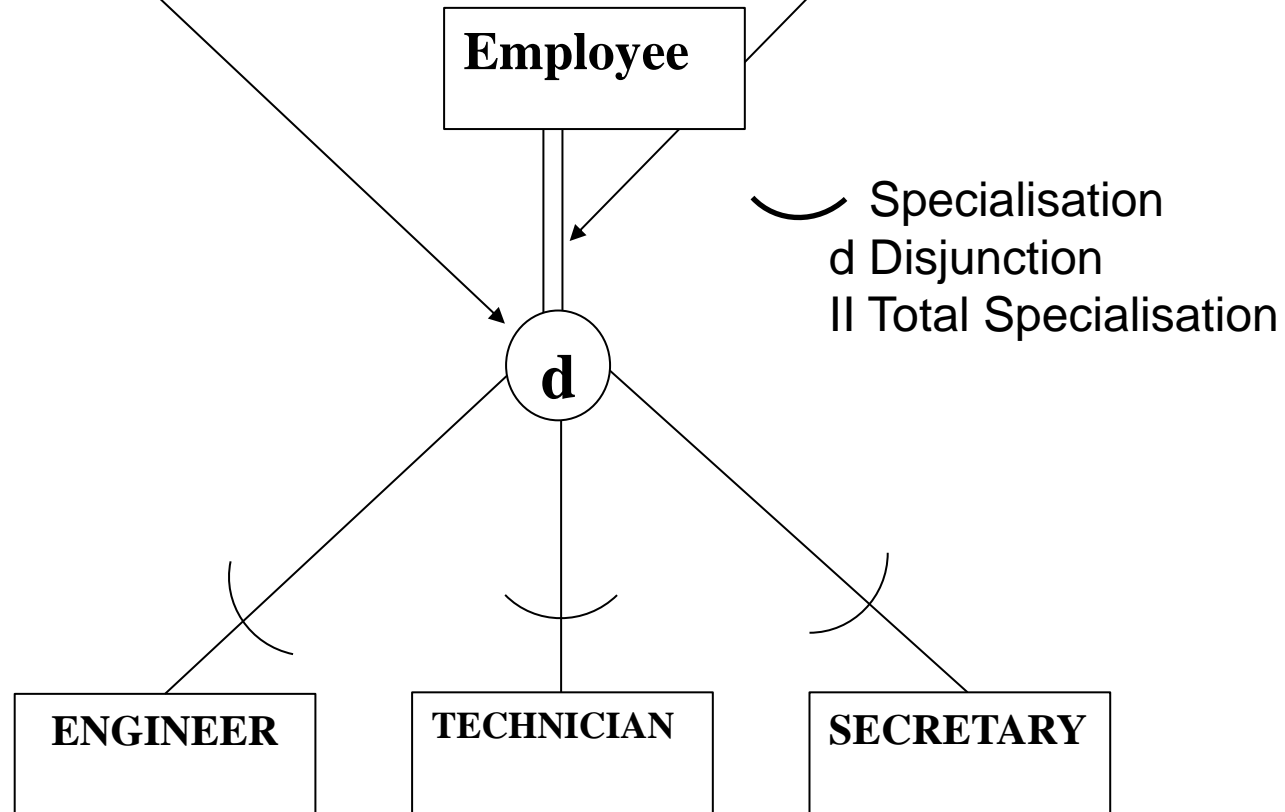 Employee
Specialisation
d Disjunction
II Total Specialisation
d
ENGINEER
TECHNICIAN
SECRETARY